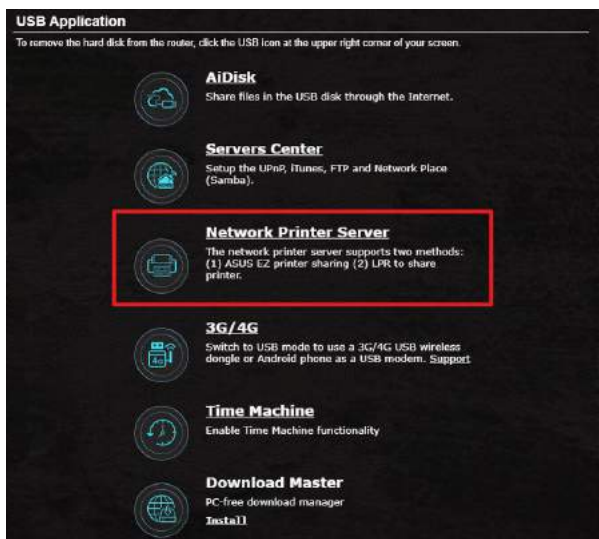 USB Application
To remove the hard disk from the router, click the USB icon at the upper right corner of your screen.
AiDisk
Share files in the USB disk through the Internet.
Servers Center
Setup the UPnP, iTunes, FTP and Network Place
(Samba).
Network Printer Server
The network printer server supports two methods:
(1) ASUS EZ printer sharing (2) LPR to share
printer.
3G/4G
4G
Switch to USB mode to use a 3G/4G USB wireless
dongle or Android phone as a USB modem. Support
Time Machine
Enable Time Machine functionality
Download Master
PC-free download manager
Install